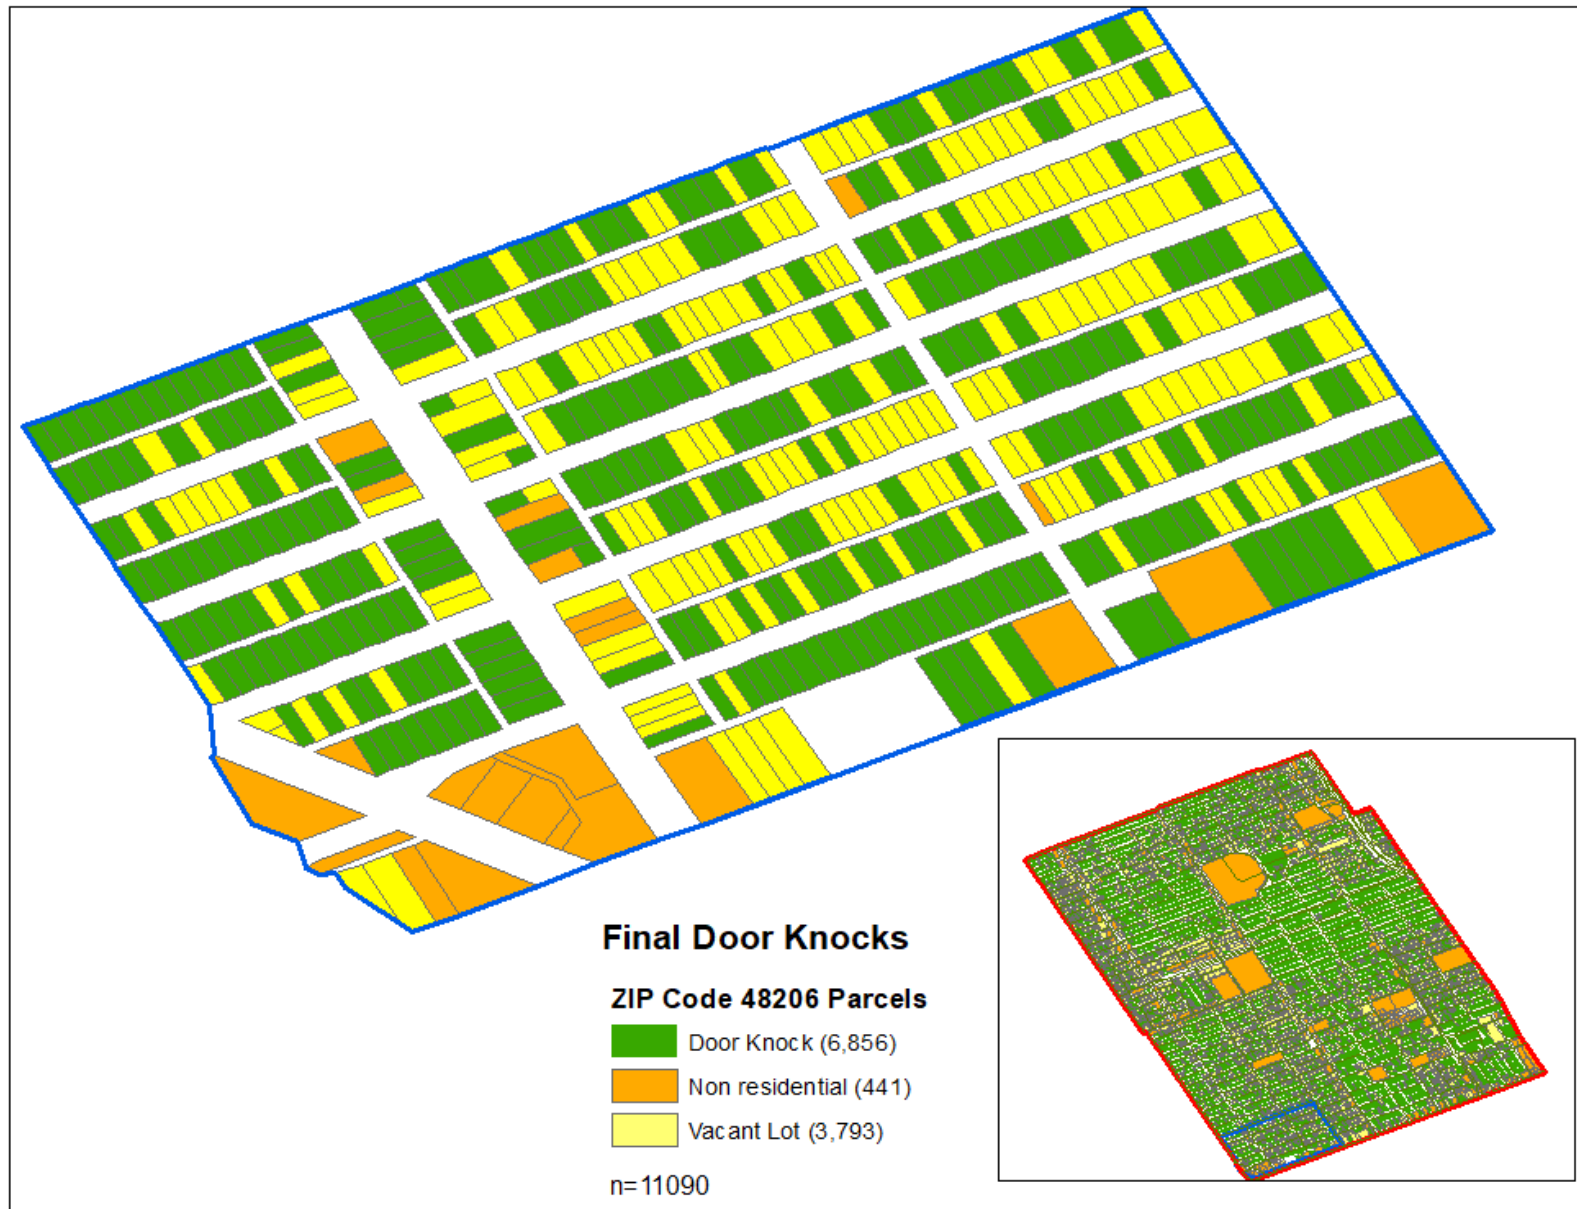 Final Door Knocks
ZIP Code 48206 Parcels
Door Knock (6,856)
Non residential (441)
Vacant Lot (3,793)
n=11090